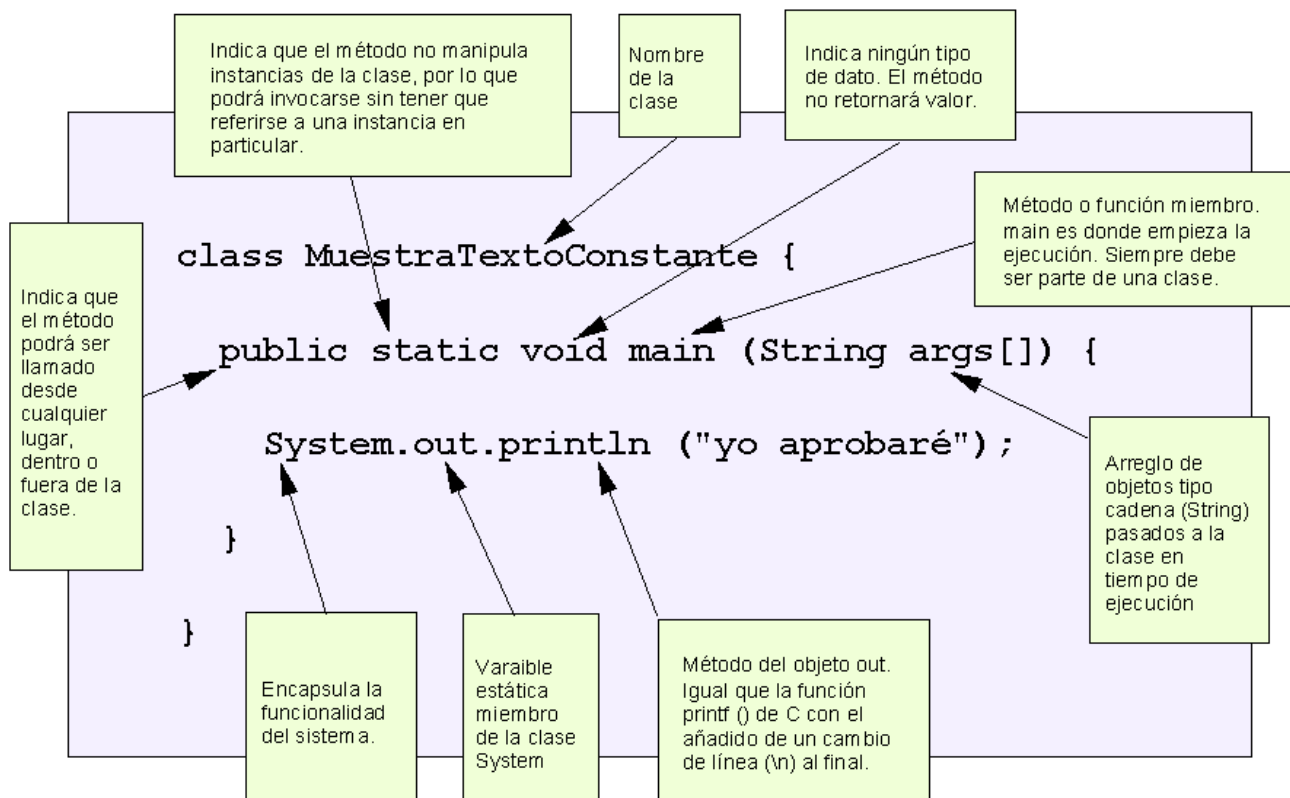 Indica que el método no manipula
instancias de la clase, por lo que
podrá invocarse sin tener que
referirse a una instancia en
particular.
Nombre
de la
clase
Indica ningún tipo
de dato. El método
no retornará valor.
Método o función miembro.
main es donde empieza la
ejecución. Siempre debe
ser parte de una clase.
Indica que
el método
podrá ser
llamado
desde
cualquier
lugar,
dentro o
fuera de la
clase.
class MuestraTextoConstante {
public static void main (String args[]) {
System.out.println ("yo aprobaré");
}
}
Arreglo de
objetos tipo
cadena (String)
pasados a la
clase en
tiempo de
ejecución
Encapsula la
funcionalidad
del sistema.
Varaible
estática
miembro
de la clase
System
Método del objeto out.
Igual que la función
printf () de C con el
añadido de un cambio
de línea (\n) al final.